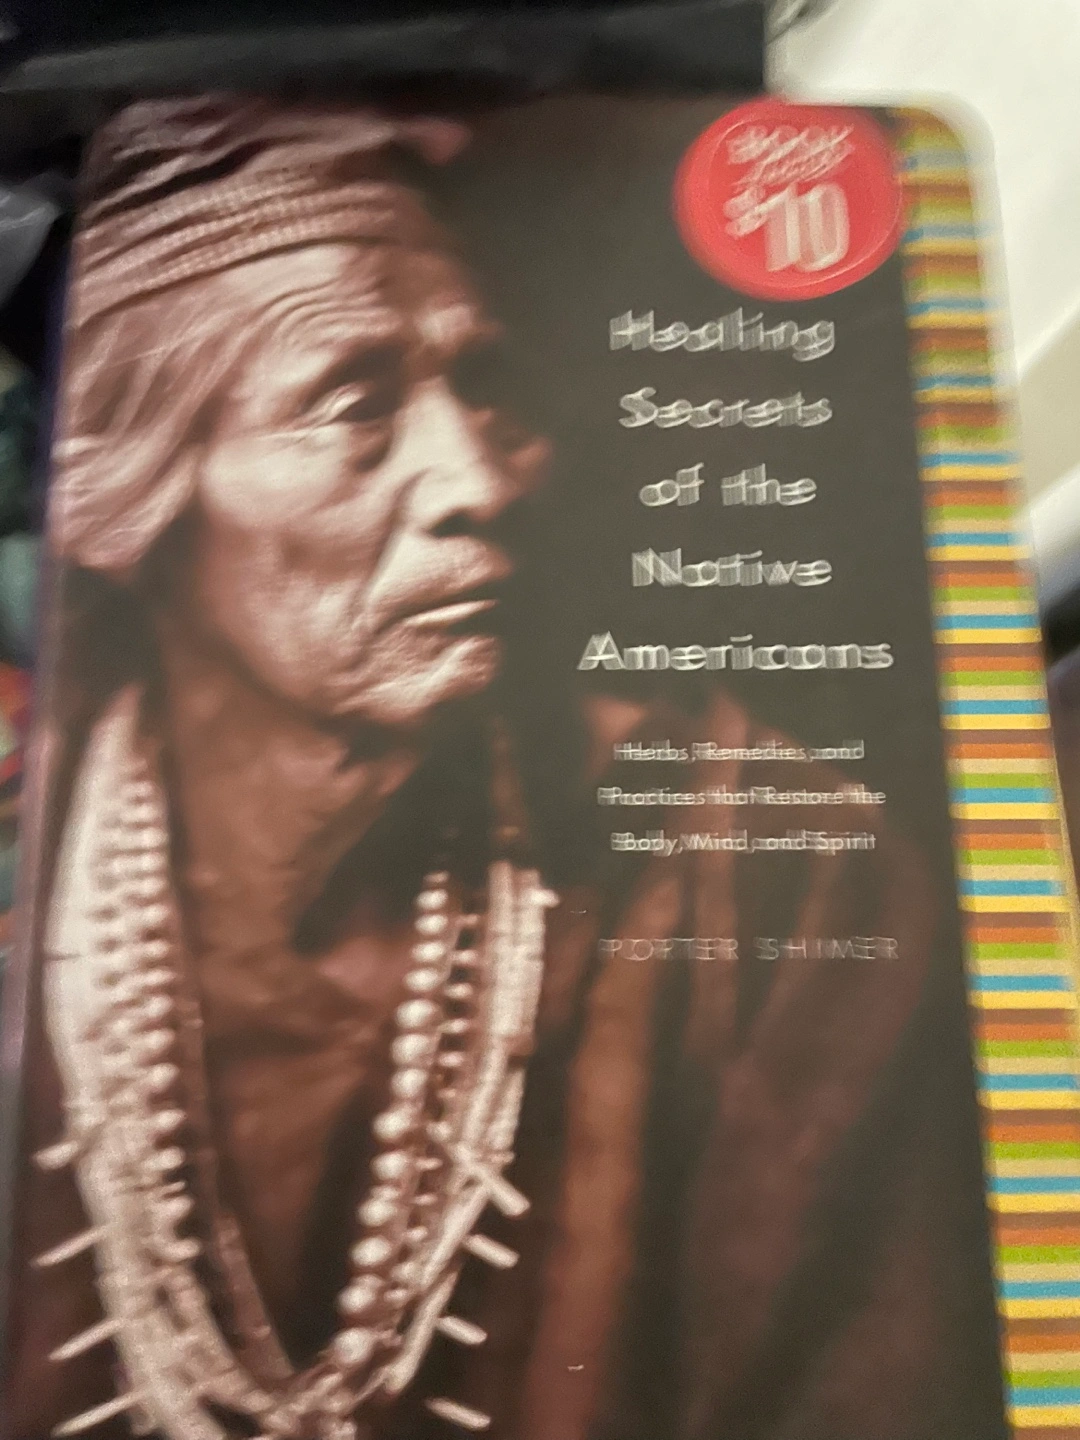 BOOK
$10
Healing
Secrets
of the
Native
Americans
Herbs, Remedies, and
Practices that Restore the
Body, Mind, and Spirit
PORTER SHIMER